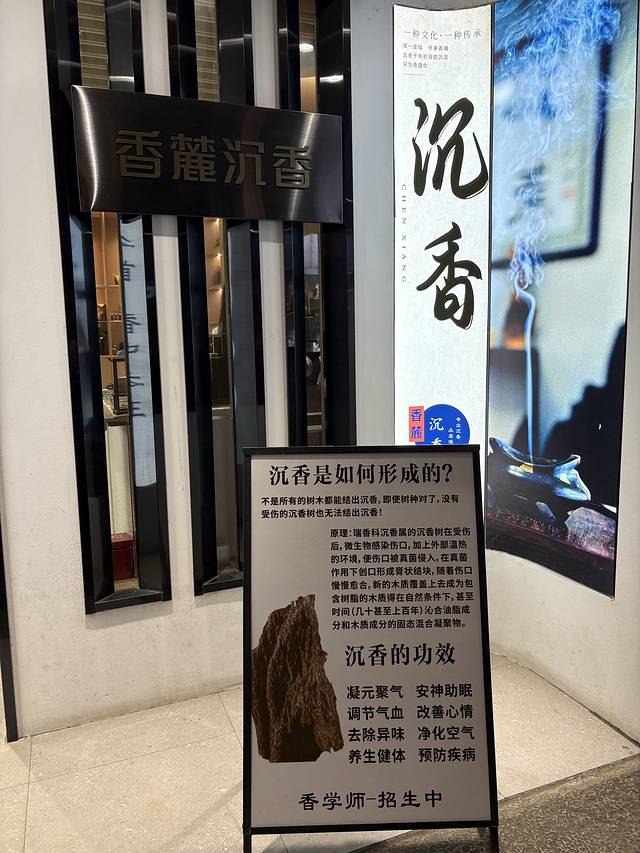 香麓沉香
一种文化·一种传承
沉香
CHEN XIANG
香麓
沉香
沉香是如何形成的?
不是所有的树木都能结出沉香,即使树种对了,没有
受伤的沉香树也无法结出沉香!
原理:瑞香科沉香属的沉香树在受伤
后,微生物感染伤口,加上外部温热
的环境,使伤口被真菌侵入,在真菌
作用下创口形成膏状结块,随着伤口
慢慢愈合,新的木质覆盖上去成为包
含树脂的木质得在自然条件下,甚至
时间(几十甚至上百年)沁合油脂成
分和木质成分的固态混合凝聚物。
沉香的功效
凝元聚气 安神助眠
调节气血 改善心情
去除异味 净化空气
养生健体 预防疾病
香学师-招生中